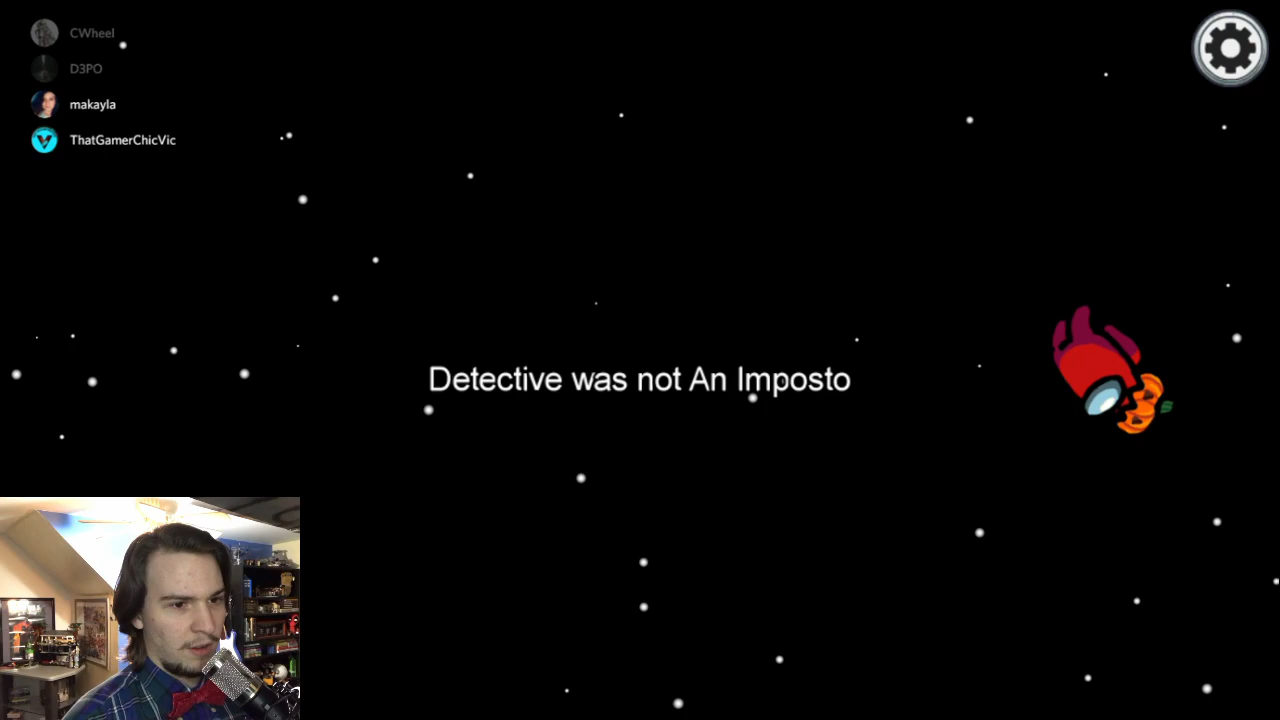 CWheel
D3PO
makayla
ThatGamerChicVic
Detective was not An Imposto